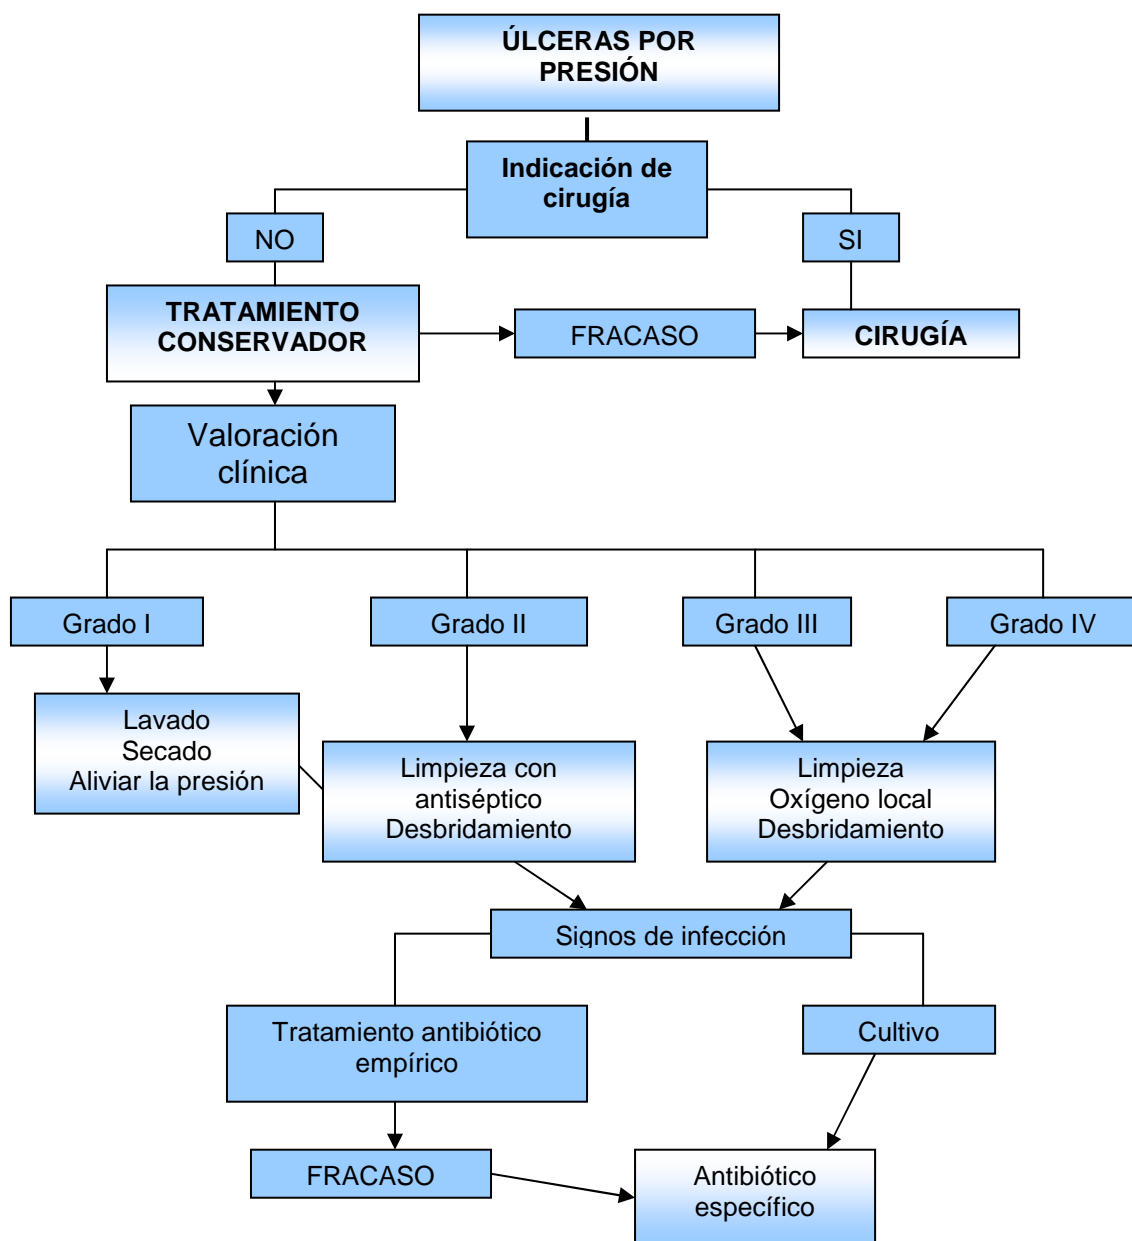 ÚLCERAS POR
PRESIÓN
Indicación de
cirugía
NO
SI
TRATAMIENTO
CONSERVADOR
FRACASO
CIRUGÍA
Valoración
clínica
Grado I
Grado II
Grado III
Grado IV
Lavado
Secado
Aliviar la presión
Limpieza con
antiséptico
Desbridamiento
Limpieza
Oxígeno local
Desbridamiento
Signos de infección
Tratamiento antibiótico
empírico
Cultivo
FRACASO
Antibiótico
específico